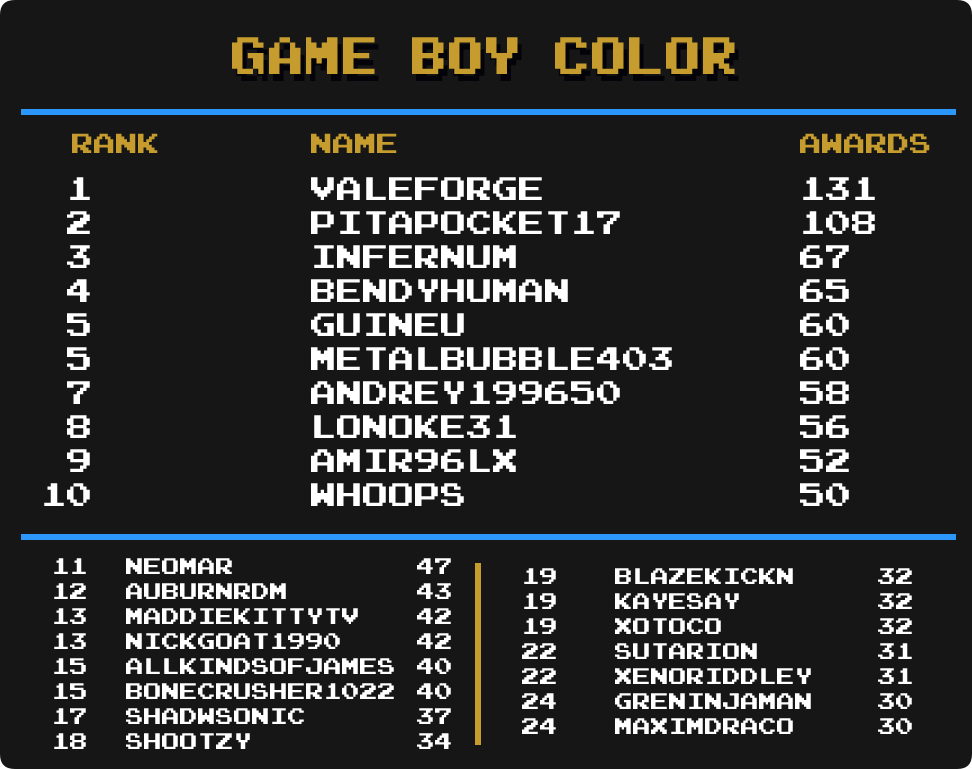 GAME BOY COLOR
RANK NAME AWARDS
1 VALEFORGE 131
2 PITAPOCKET17 108
3 INFERNUM 67
4 BENDYHUMAN 65
5 GUINEU 60
5 METALBUBBLE403 60
7 ANDREY199650 58
8 LONOKE31 56
9 AMIR96LX 52
10 WHOOPS 50
11 NEOMAR 47
12 AUBURNRDM 43
13 MADDIEKITTYTV 42
13 NICKGOAT1990 42
15 ALLKINDSOFJAMES 40
15 BONECRUSHER1022 40
17 SHADWSONIC 37
18 SHOOTZY 34
19 BLAZEKICKN 32
19 KAYESAY 32
19 XOTOCO 32
22 SUTARION 31
22 XENORIDDLEY 31
24 GRENINJAMAN 30
24 MAXIMDRACO 30